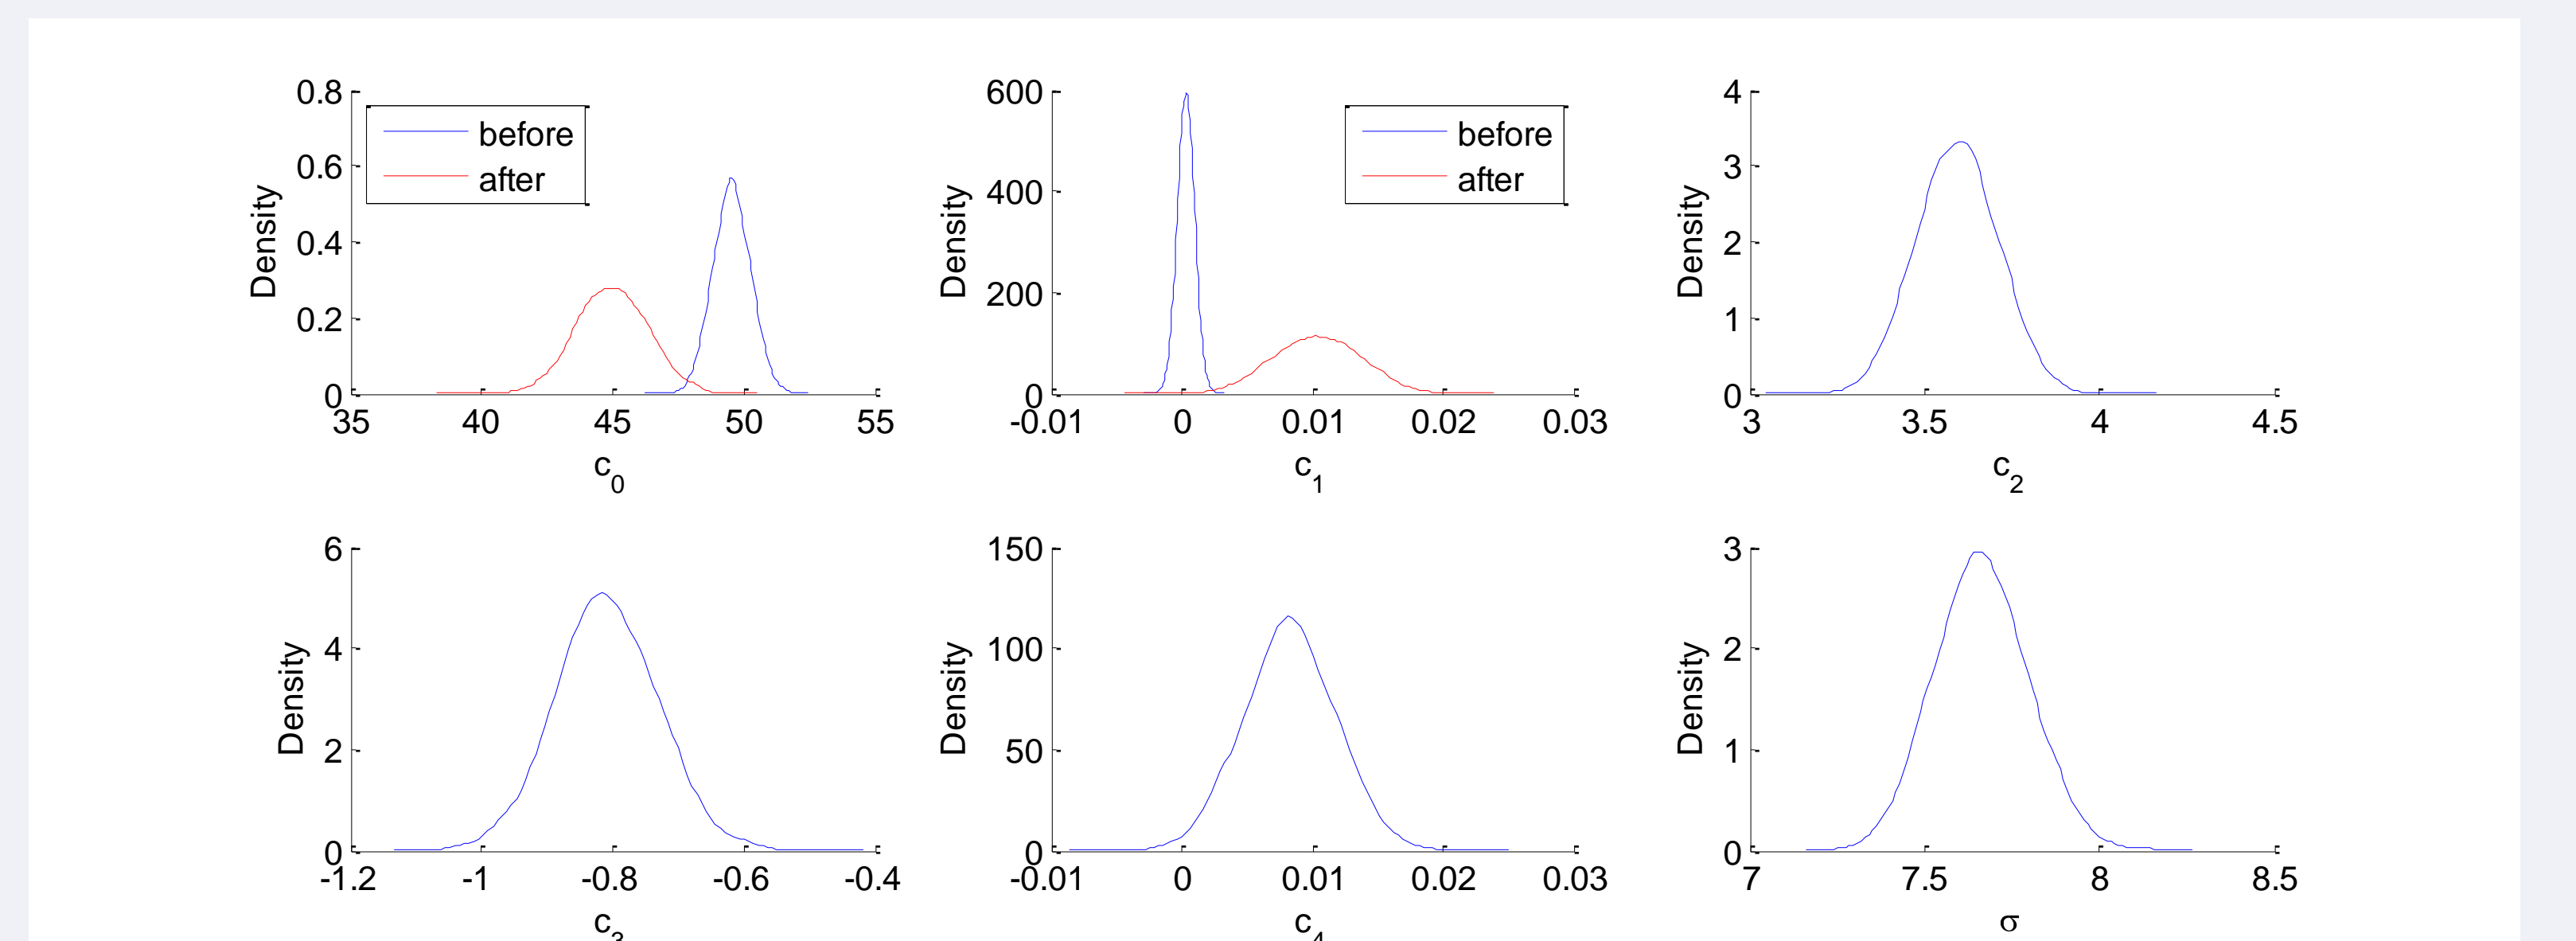 0.8
0.6
0.4
0.2
0
Density
before
after
35 40 45 50 55
c0
600
400
200
0
Density
before
after
-0.01 0 0.01 0.02 0.03
c1
4
3
2
1
0
Density
3 3.5 4 4.5
c2
6
4
2
0
Density
-1.2 -1 -0.8 -0.6 -0.4
c3
150
100
50
0
Density
-0.01 0 0.01 0.02 0.03
c4
3
2
1
0
Density
7 7.5 8 8.5
σ